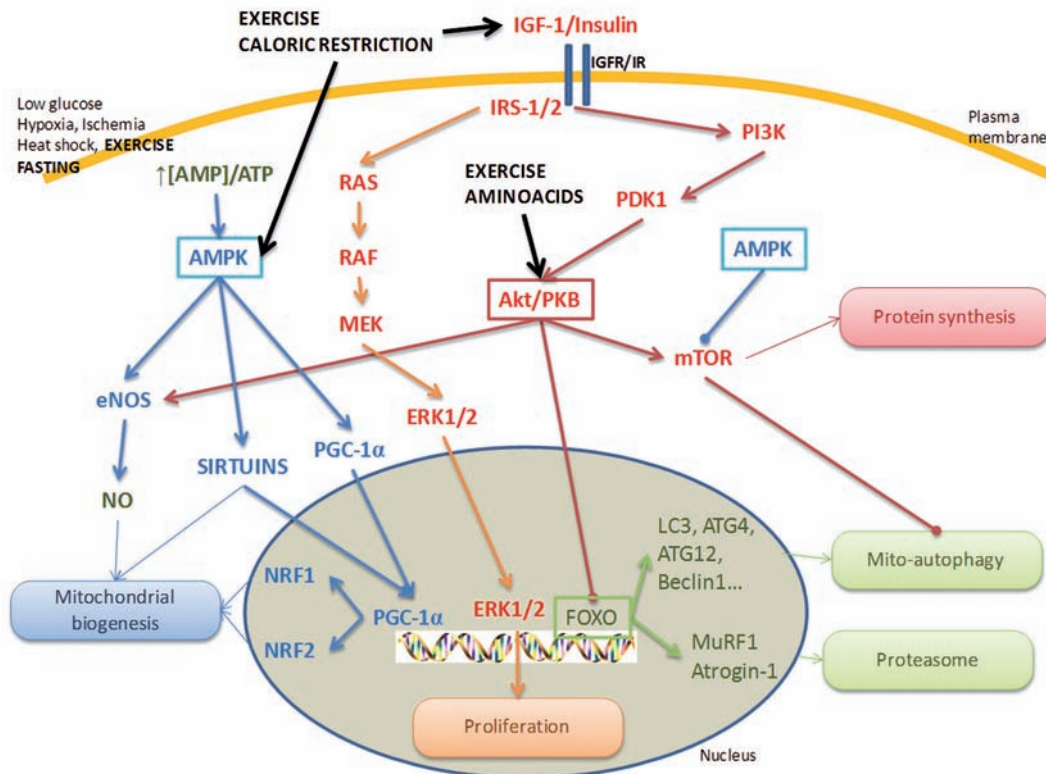 EXERCISE
CALORIC RESTRICTION
IGF-1/Insulin
IGFR/IR
Low glucose
Hypoxia, Ischemia
Heat shock, EXERCISE
FASTING
Plasma
membrane
IRS-1/2
PI3K
↑[AMP]/ATP
RAS
EXERCISE
AMINOACIDS
PDK1
AMPK
RAF
AMPK
Akt/PKB
MEK
Protein synthesis
mTOR
eNOS
ERK1/2
PGC-1α
SIRTUINS
NO
LC3, ATG4,
ATG12,
Beclin1...
Mito-autophagy
NRF1
Mitochondrial
biogenesis
PGC-1α
ERK1/2
FOXO
NRF2
MuRF1
Atrogin-1
Proteasome
Proliferation
Nucleus